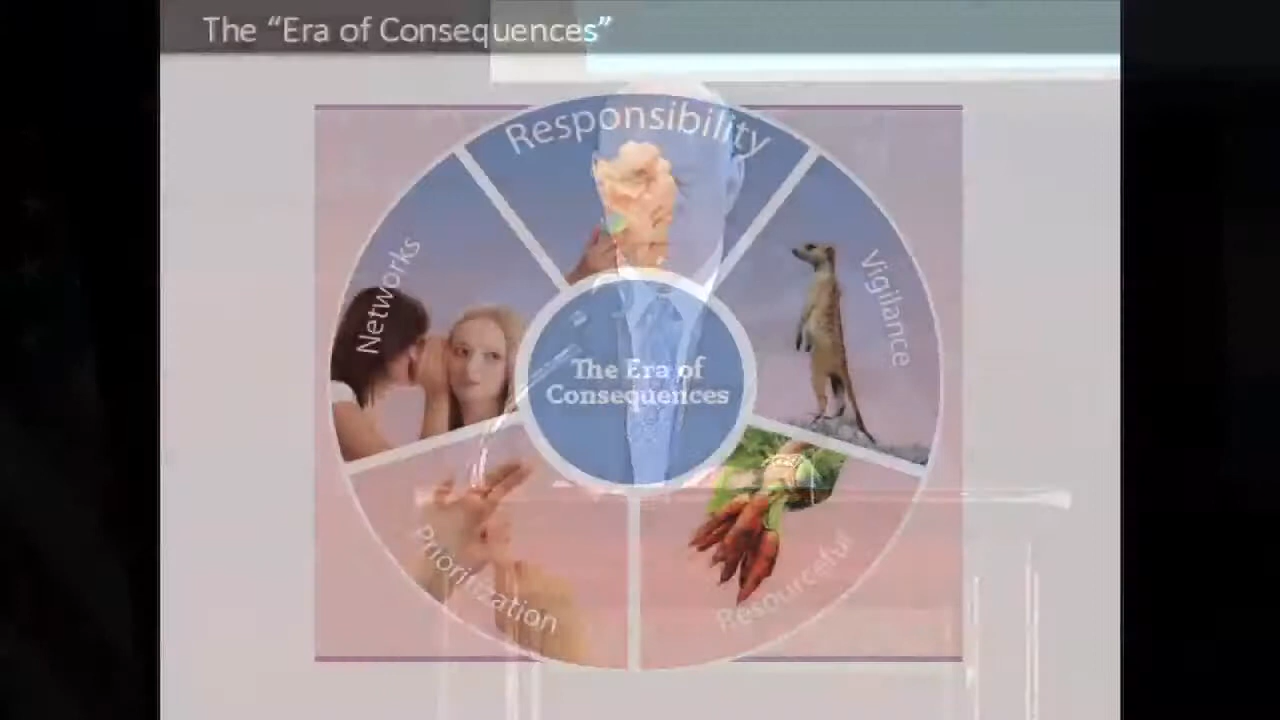 The “Era of Consequences”
Responsibility
Networks
Vigilance
The Era of
Consequences
Prioritization
Resourceful